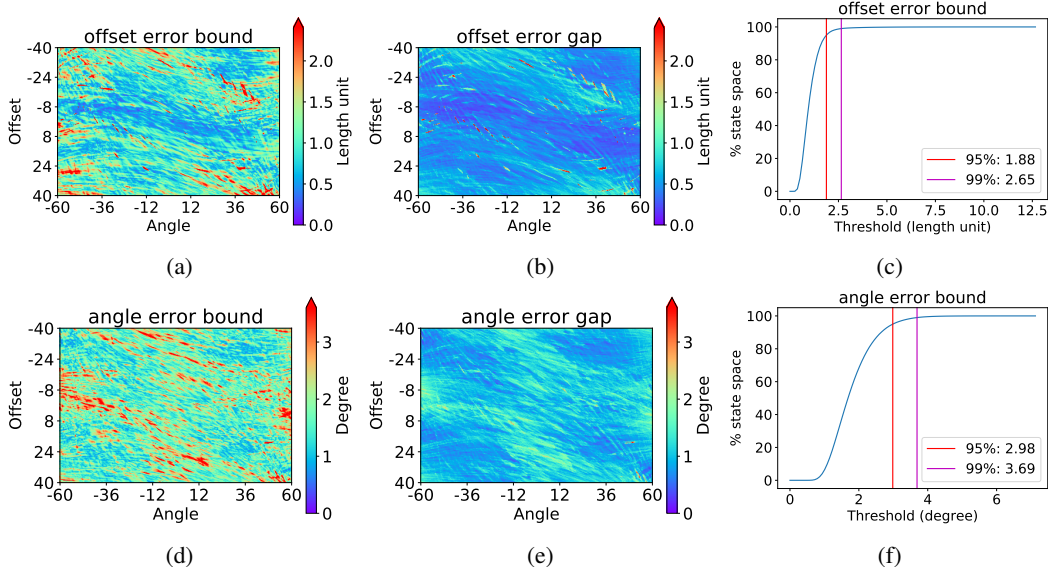 offset error bound
-40
-24
-8
8
24
40
Offset
-60 -36 -12 12 36 60
Angle
2.0
1.5
1.0
0.5
0.0
Length unit
(a)
offset error gap
-40
-24
-8
8
24
40
Offset
-60 -36 -12 12 36 60
Angle
2.0
1.5
1.0
0.5
0.0
Length unit
(b)
offset error bound
100
80
60
40
20
0
% state space
95%: 1.88
99%: 2.65
0.0 2.5 5.0 7.5 10.0 12.5
Threshold (length unit)
(c)
angle error bound
-40
-24
-8
8
24
40
Offset
-60 -36 -12 12 36 60
Angle
3
2
1
0
Degree
(d)
angle error gap
-40
-24
-8
8
24
40
Offset
-60 -36 -12 12 36 60
Angle
3
2
1
0
Degree
(e)
angle error bound
100
80
60
40
20
0
% state space
95%: 2.98
99%: 3.69
0 2 4 6
Threshold (degree)
(f)